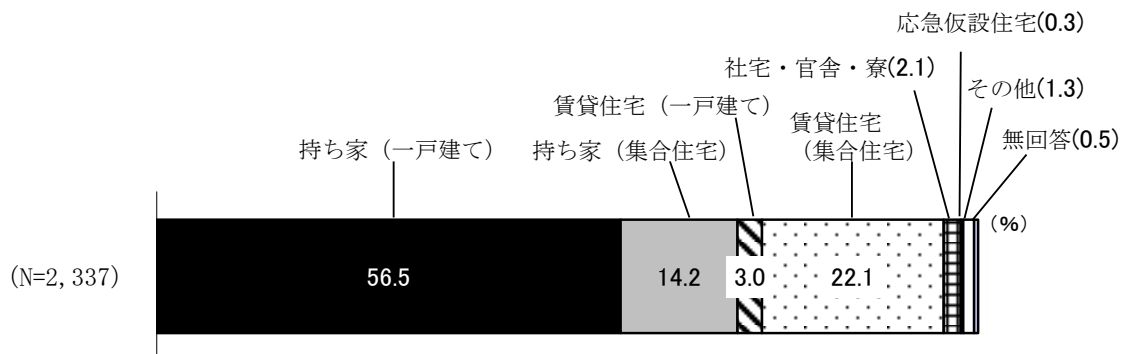 応急仮設住宅(0.3)
社宅・官舎・寮(2.1)
その他(1.3)
賃貸住宅（一戸建て）
賃貸住宅
（集合住宅）
無回答(0.5)
持ち家（一戸建て）
持ち家（集合住宅）
(%)
(N=2,337)
56.5
14.2
3.0
22.1